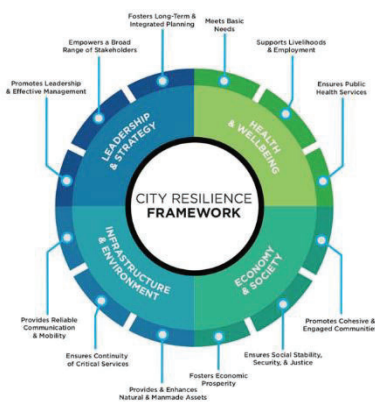 Fosters Long-Term &
Integrated Planning
Meets Basic
Needs
Empowers a Broad
Range of Stakeholders
Supports Livelihoods
& Employment
Promotes Leadership
& Effective Management
Ensures Public
Health Services
LEADERSHIP
& STRATEGY
HEALTH
& WELLBEING
CITY RESILIENCE
FRAMEWORK
INFRASTRUCTURE
& ENVIRONMENT
ECONOMY
& SOCIETY
Provides Reliable
Communication
& Mobility
Promotes Cohesive &
Engaged Communities
Ensures Continuity
of Critical Services
Ensures Social Stability,
Security, & Justice
Provides & Enhances
Natural & Manmade Assets
Fosters Economic
Prosperity